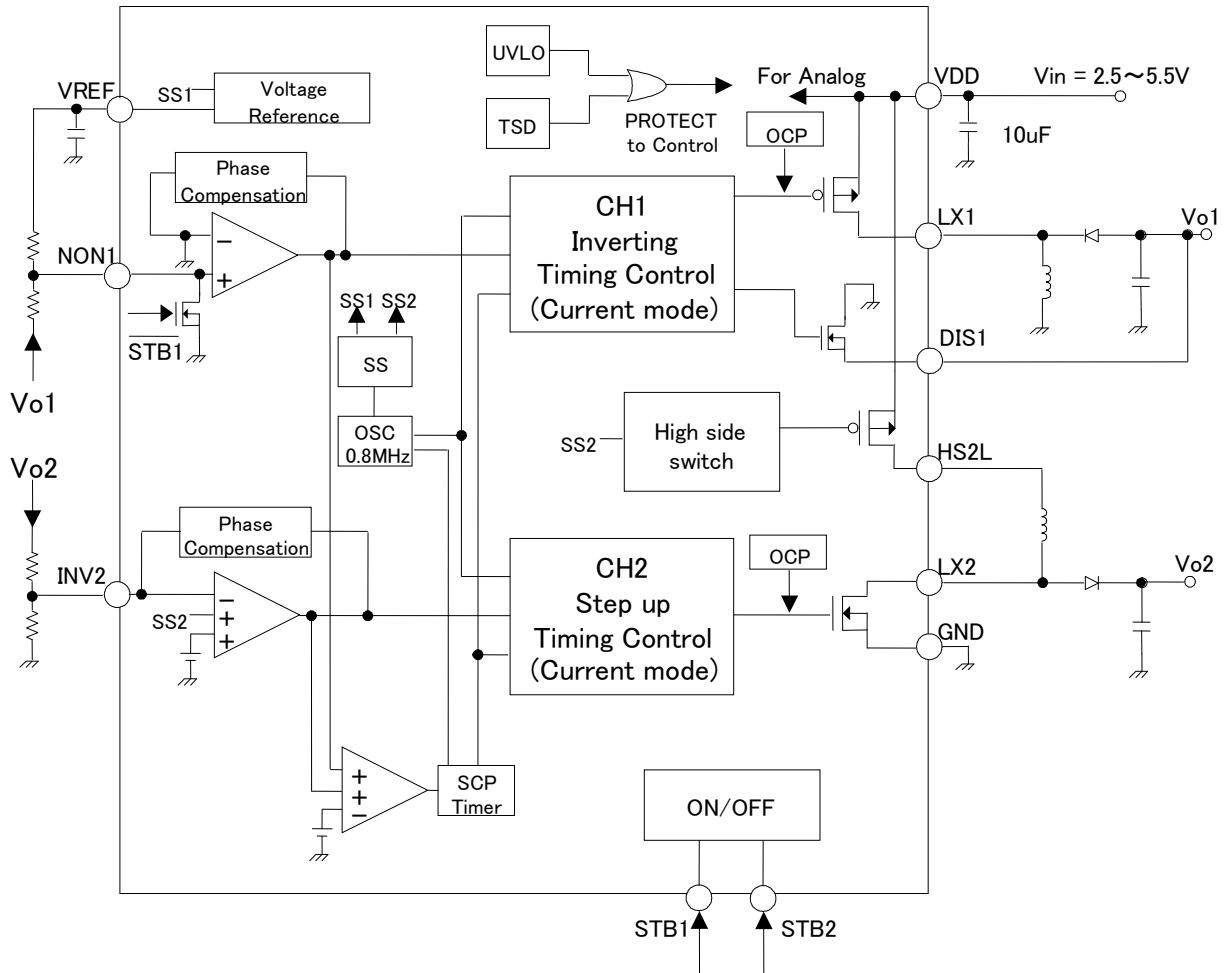 UVLO
TSD
PROTECT
to Control
For Analog
VDD
Vin = 2.5～5.5V
10uF
VREF
SS1
Voltage
Reference
OCP
Phase
Compensation
−
+
NON1
STB1
Vo1
CH1
Inverting
Timing Control
(Current mode)
LX1
Vo1
DIS1
SS1
SS2
SS
OSC
0.8MHz
SS2
High side
switch
HS2L
Vo2
Phase
Compensation
INV2
−
+
+
SS2
CH2
Step up
Timing Control
(Current mode)
OCP
LX2
Vo2
GND
+
+
−
SCP
Timer
ON/OFF
STB1
STB2